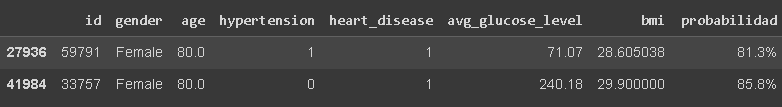 id gender age hypertension heart_disease avg_glucose_level bmi probabilidad
27936 59791 Female 80.0 1 1 71.07 28.605038 81.3%
41984 33757 Female 80.0 0 1 240.18 29.900000 85.8%